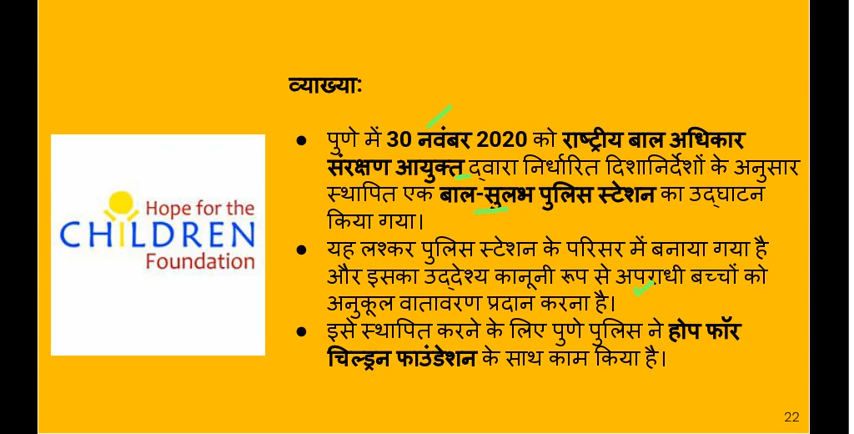 व्याख्या:
● पुणे में 30 नवंबर 2020 को राष्ट्रीय बाल अधिकार
संरक्षण आयुक्त द्वारा निर्धारित दिशानिर्देशों के अनुसार
स्थापित एक बाल-सुलभ पुलिस स्टेशन का उद्घाटन
किया गया।
● यह लश्कर पुलिस स्टेशन के परिसर में बनाया गया है
और इसका उद्देश्य कानूनी रूप से अपराधी बच्चों को
अनुकूल वातावरण प्रदान करना है।
● इसे स्थापित करने के लिए पुणे पुलिस ने होप फॉर
चिल्ड्रन फाउंडेशन के साथ काम किया है।
Hope for the
CHILDREN
Foundation
22